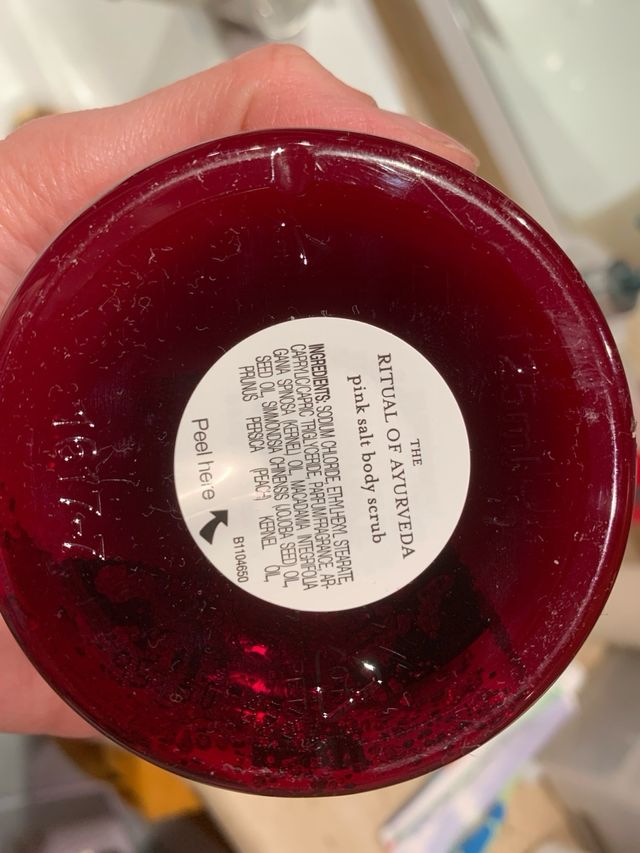 THE
RITUAL OF AYURVEDA
pink salt body scrub
INGREDIENTS: SODIUM CHLORIDE, ETHYLHEXYL STEARATE,
CAPRYLIC/CAPRIC TRIGLYCERIDE, PARFUM/FRAGRANCE, AR-
GANIA SPINOSA (KERNEL) OIL, MACADAMIA INTEGRIFOLIA
SEED OIL, SIMMONDSIA CHINENSIS (JOJOBA SEED) OIL,
PRUNUS PERSICA (PEACH) KERNEL OIL,
B1104650
Peel here